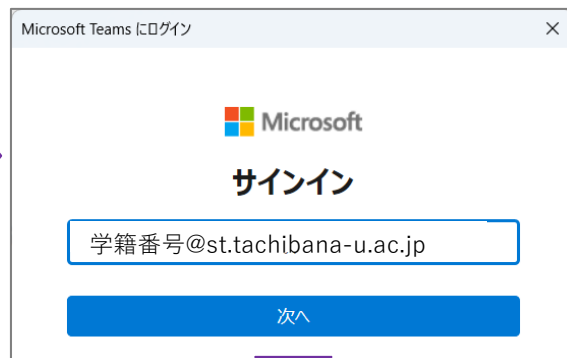 Microsoft Teams にログイン
Microsoft
サインイン
学籍番号@st.tachibana-u.ac.jp
次へ